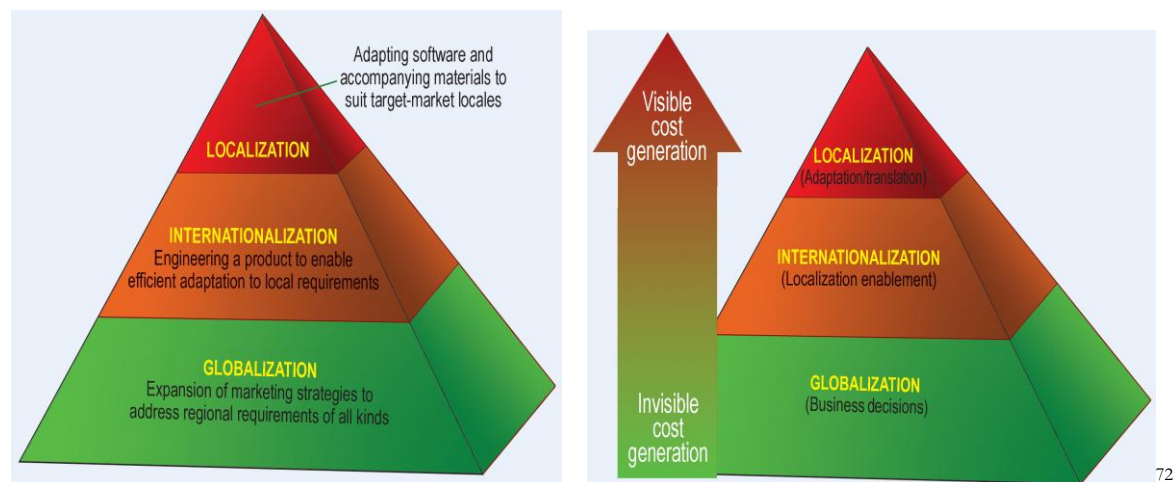 Adapting software and
accompanying materials to
suit target-market locales
LOCALIZATION
INTERNATIONALIZATION
Engineering a product to enable
efficient adaptation to local requirements
GLOBALIZATION
Expansion of marketing strategies to
address regional requirements of all kinds
Visible
cost
generation
Invisible
cost
generation
LOCALIZATION
(Adaptation/translation)
INTERNATIONALIZATION
(Localization enablement)
GLOBALIZATION
(Business decisions)
72